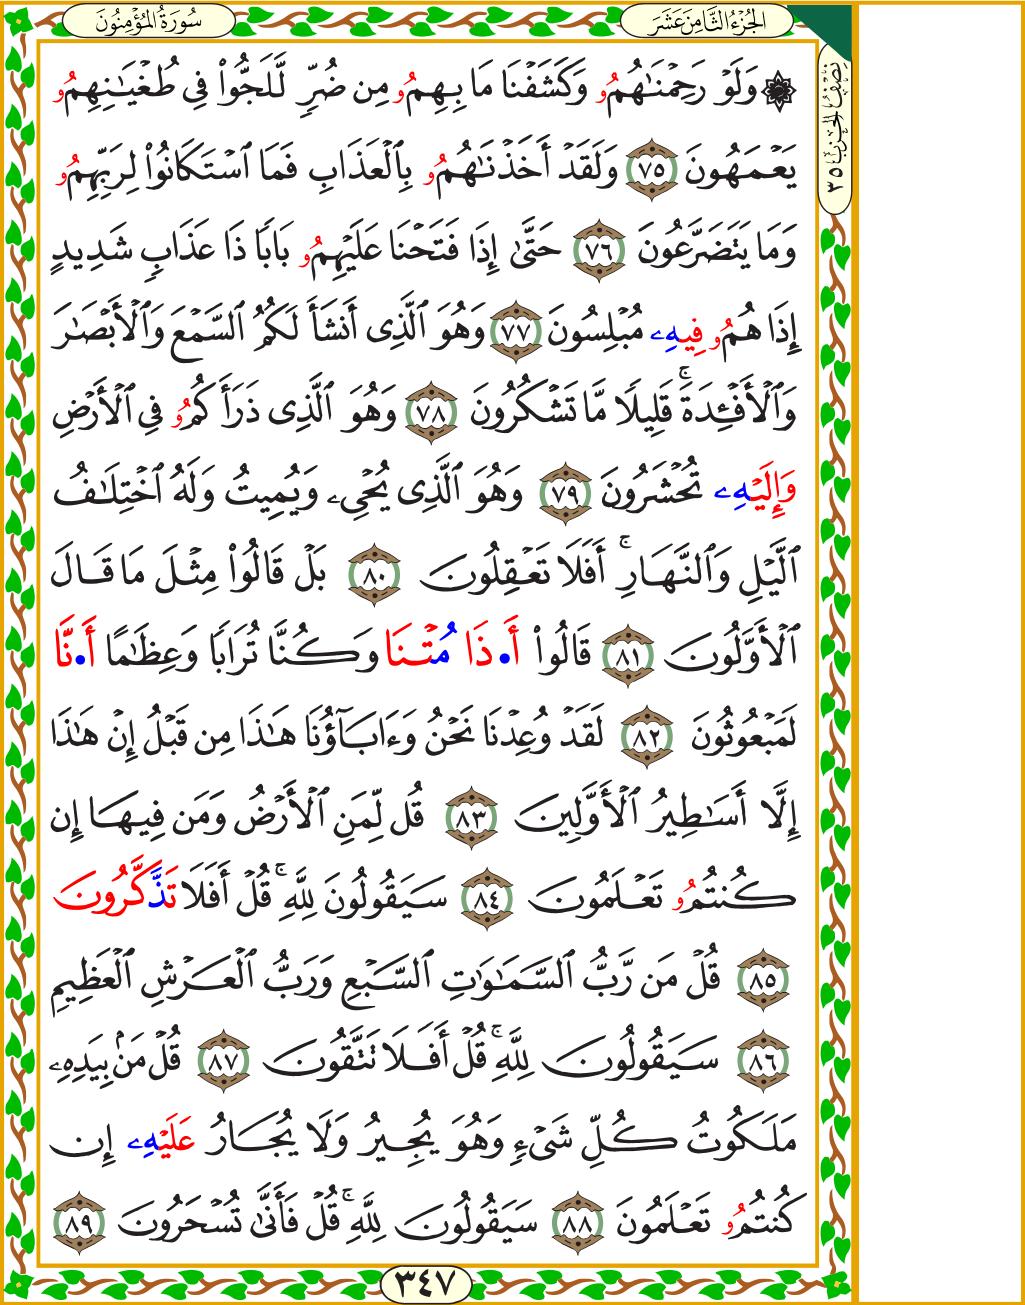 سُورَةُ المُؤْمِنُونَ
الجُزْءُ الثَّامِنَ عَشَرَ
نصف الحزب ٣٥
۞ وَلَوْ رَحِمْنَٰهُمُۥ وَكَشَفْنَا مَا بِهِمُۥ مِن ضُرٍّ لَّلَجُّوا۟ فِي طُغْيَٰنِهِمُۥ
يَعْمَهُونَ ٧٥ وَلَقَدْ أَخَذْنَٰهُمُۥ بِٱلْعَذَابِ فَمَا ٱسْتَكَانُوا۟ لِرَبِّهِمُۥ
وَمَا يَتَضَرَّعُونَ ٧٦ حَتَّىٰ إِذَا فَتَحْنَا عَلَيْهِمُۥ بَابًا ذَا عَذَابٍ شَدِيدٍ
إِذَا هُمُۥ فِيهِۦ مُبْلِسُونَ ٧٧ وَهُوَ ٱلَّذِى أَنشَأَ لَكُمُ ٱلسَّمْعَ وَٱلْأَبْصَٰرَ
وَٱلْأَفْـِٔدَةَۚ قَلِيلًا مَّا تَشْكُرُونَ ٧٨ وَهُوَ ٱلَّذِى ذَرَأَكُمُۥ فِي ٱلْأَرْضِ
وَإِلَيْهِۦ تُحْشَرُونَ ٧٩ وَهُوَ ٱلَّذِى يُحْىِۦ وَيُمِيتُ وَلَهُ ٱخْتِلَٰفُ
ٱلَّيْلِ وَٱلنَّهَارِۚ أَفَلَا تَعْقِلُونَ ٨٠ بَلْ قَالُوا۟ مِثْلَ مَا قَالَ
ٱلْأَوَّلُونَ ٨١ قَالُوا۟ أَ•ذَا مُتْنَا وَكُنَّا تُرَابًا وَعِظَٰمًا أَ•نَّا
لَمَبْعُوثُونَ ٨٢ لَقَدْ وُعِدْنَا نَحْنُ وَءَابَآؤُنَا هَٰذَا مِن قَبْلُ إِنْ هَٰذَا
إِلَّا أَسَٰطِيرُ ٱلْأَوَّلِينَ ٨٣ قُل لِّمَنِ ٱلْأَرْضُ وَمَن فِيهَا إِن
كُنتُمُۥ تَعْلَمُونَ ٨٤ سَيَقُولُونَ لِلَّهِۚ قُلْ أَفَلَا تَذَّكَّرُونَ
٨٥ قُلْ مَن رَّبُّ ٱلسَّمَٰوَٰتِ ٱلسَّبْعِ وَرَبُّ ٱلْعَرْشِ ٱلْعَظِيمِ
٨٦ سَيَقُولُونَ لِلَّهِۚ قُلْ أَفَلَا تَتَّقُونَ ٨٧ قُلْ مَنۢ بِيَدِهِۦ
مَلَكُوتُ كُلِّ شَىْءٍ وَهُوَ يُجِيرُ وَلَا يُجَارُ عَلَيْهِۦ إِن
كُنتُمُۥ تَعْلَمُونَ ٨٨ سَيَقُولُونَ لِلَّهِۚ قُلْ فَأَنَّىٰ تُسْحَرُونَ ٨٩
٣٤٧